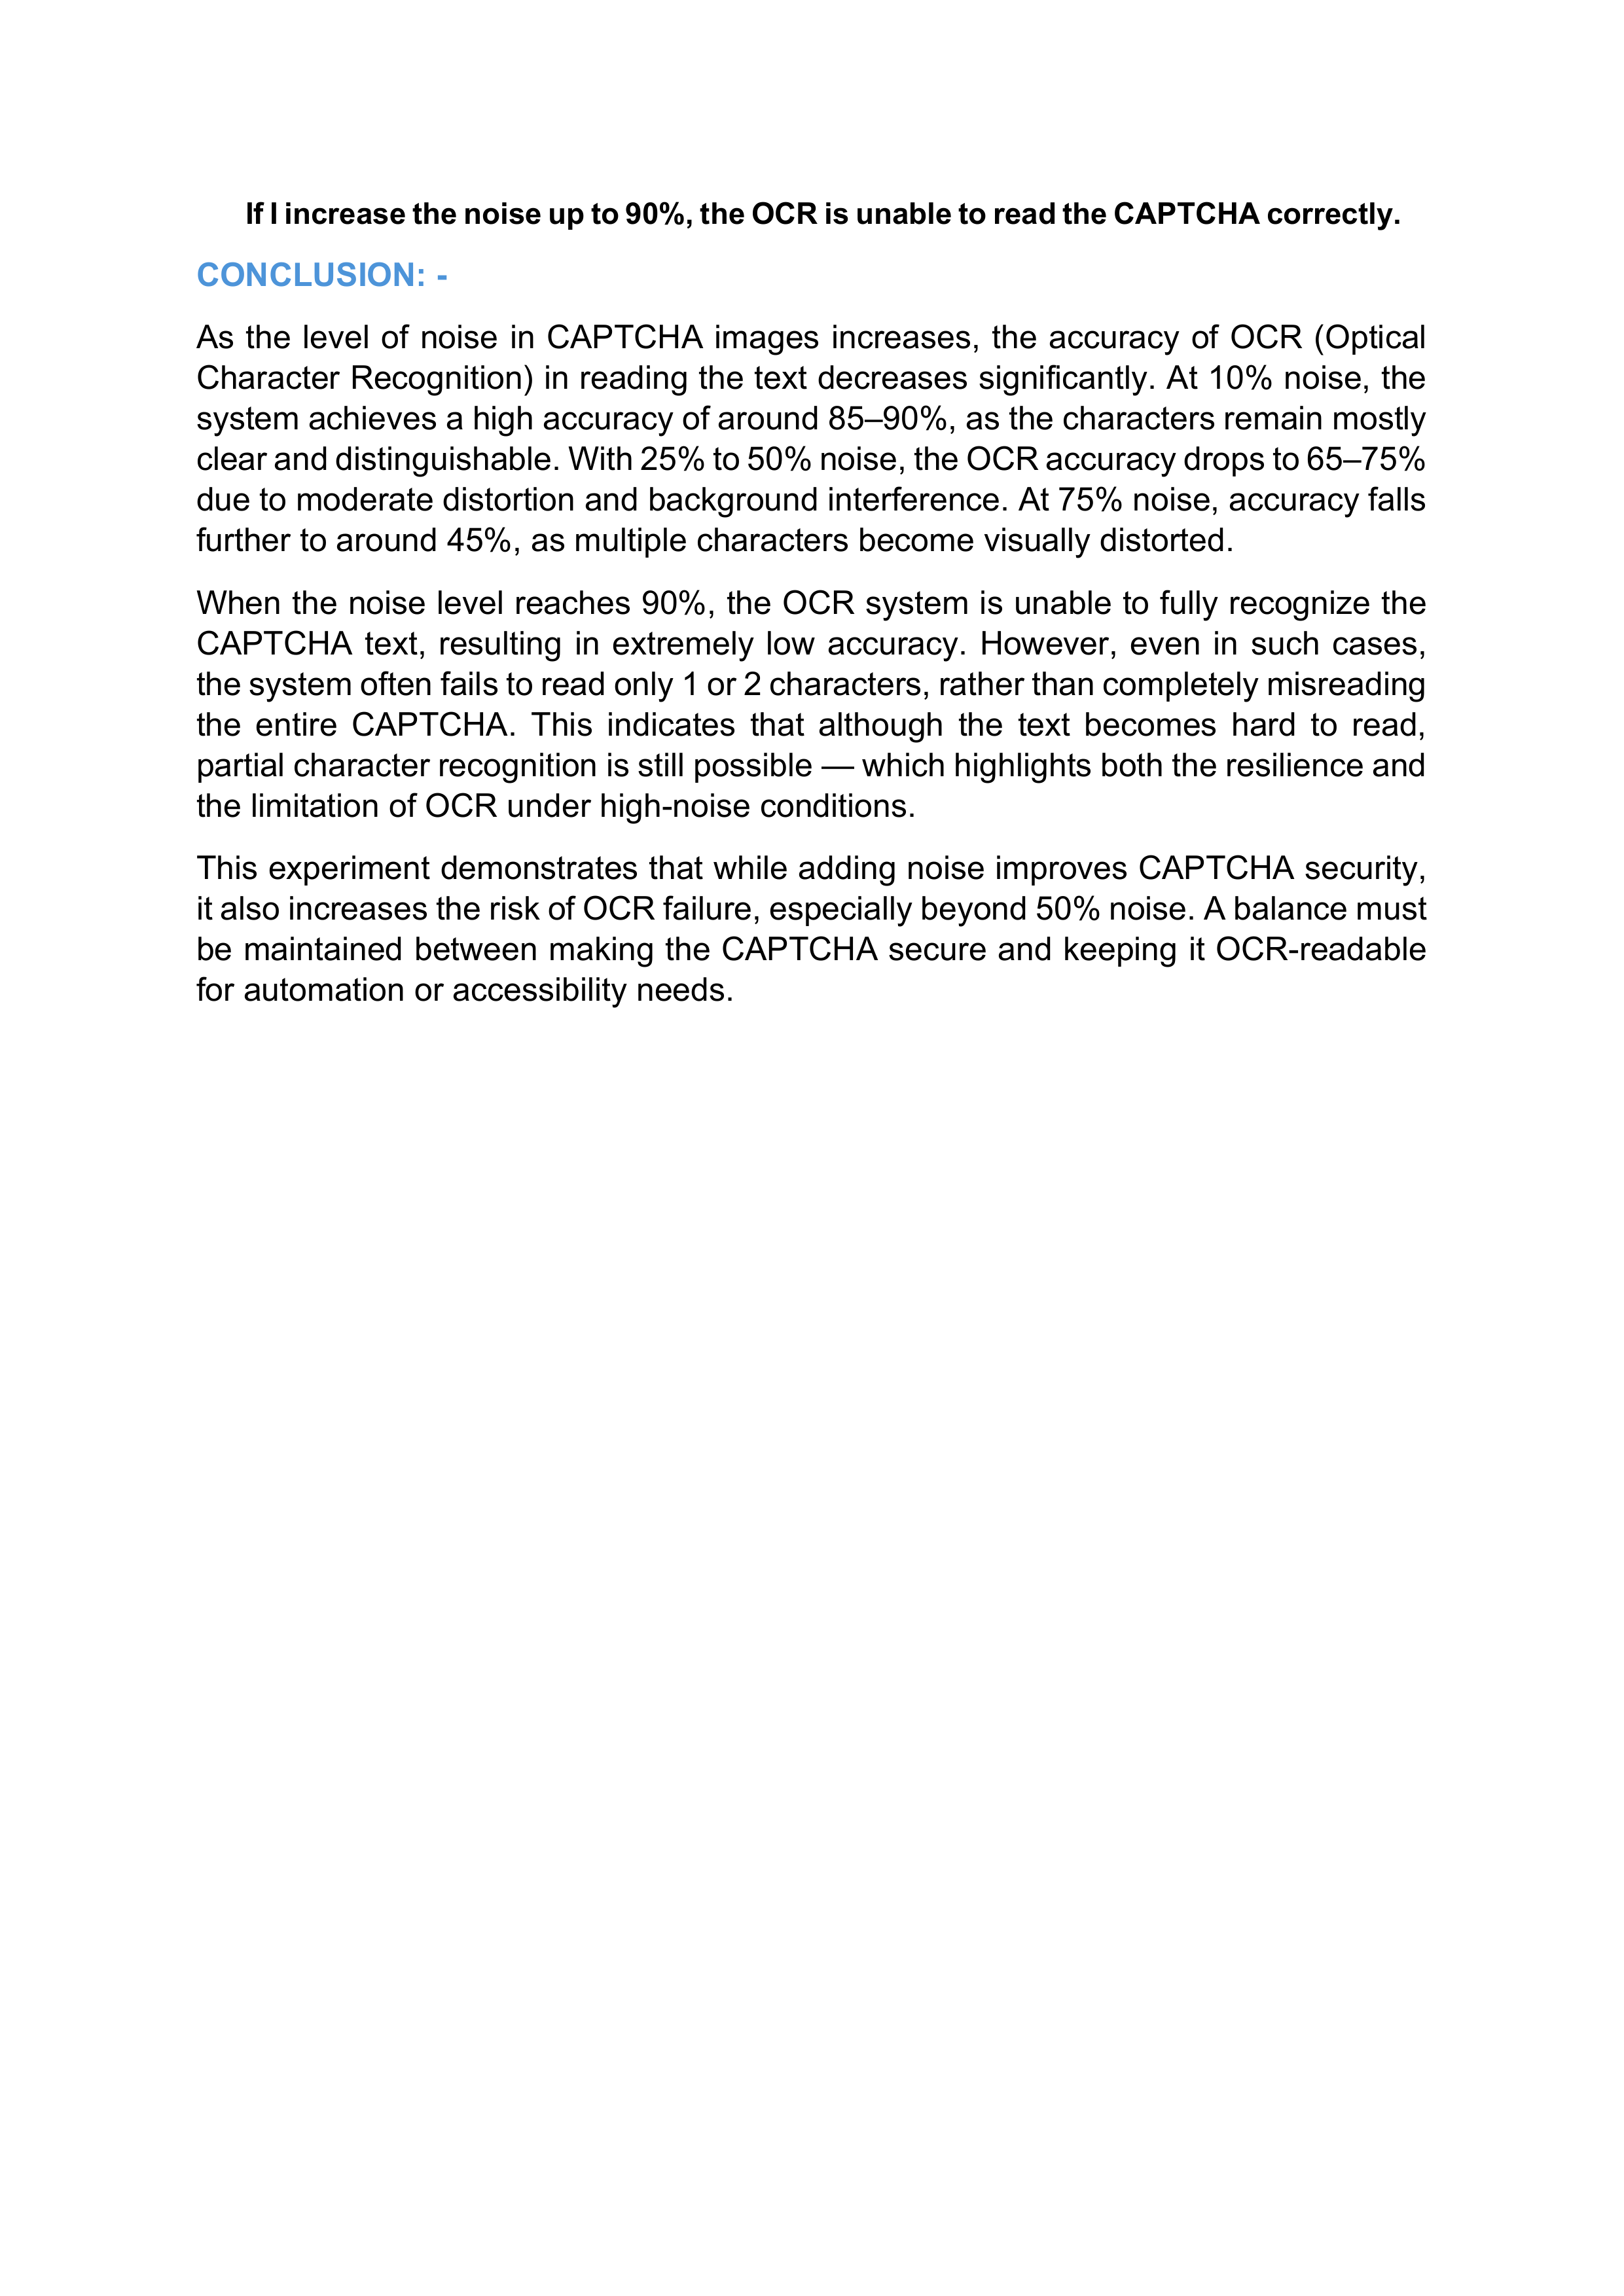 If I increase the noise up to 90%, the OCR is unable to read the CAPTCHA correctly.
CONCLUSION: -
As the level of noise in CAPTCHA images increases, the accuracy of OCR (Optical
Character Recognition) in reading the text decreases significantly. At 10% noise, the
system achieves a high accuracy of around 85–90%, as the characters remain mostly
clear and distinguishable. With 25% to 50% noise, the OCR accuracy drops to 65–75%
due to moderate distortion and background interference. At 75% noise, accuracy falls
further to around 45%, as multiple characters become visually distorted.
When the noise level reaches 90%, the OCR system is unable to fully recognize the
CAPTCHA text, resulting in extremely low accuracy. However, even in such cases,
the system often fails to read only 1 or 2 characters, rather than completely misreading
the entire CAPTCHA. This indicates that although the text becomes hard to read,
partial character recognition is still possible — which highlights both the resilience and
the limitation of OCR under high-noise conditions.
This experiment demonstrates that while adding noise improves CAPTCHA security,
it also increases the risk of OCR failure, especially beyond 50% noise. A balance must
be maintained between making the CAPTCHA secure and keeping it OCR-readable
for automation or accessibility needs.